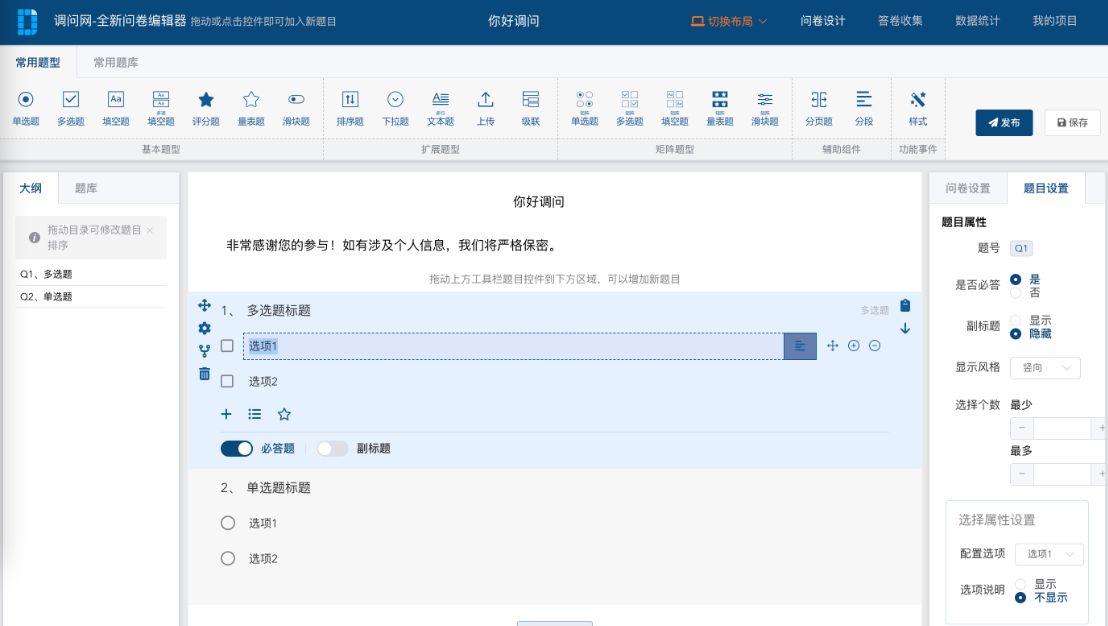 调问网-全新问卷编辑器 拖动或点击控件即可加入新题目
你好调问
切换布局
问卷设计
答卷收集
数据统计
我的项目
常用题型
常用题库
单选题
多选题
填空题
填空题
评分题
量表题
滑块题
排序题
下拉题
文本题
上传
级联
单选题
多选题
填空题
量表题
滑块题
分页题
分段
样式
基本题型
扩展题型
矩阵题型
辅助组件
功能事件
发布
保存
大纲
题库
拖动目录可修改题目
排序
Q1、多选题
Q2、单选题
你好调问
非常感谢您的参与！如有涉及个人信息，我们将严格保密。
拖动上方工具栏题目控件到下方区域，可以增加新题目
1、 多选题标题
多选题
选项1
选项2
必答题
副标题
2、 单选题标题
选项1
选项2
问卷设置
题目设置
题目属性
题号 Q1
是否必答 是
否
副标题 显示
隐藏
显示风格 竖向
选择个数 最少
最多
选择属性设置
配置选项 选项1
选项说明 显示
不显示